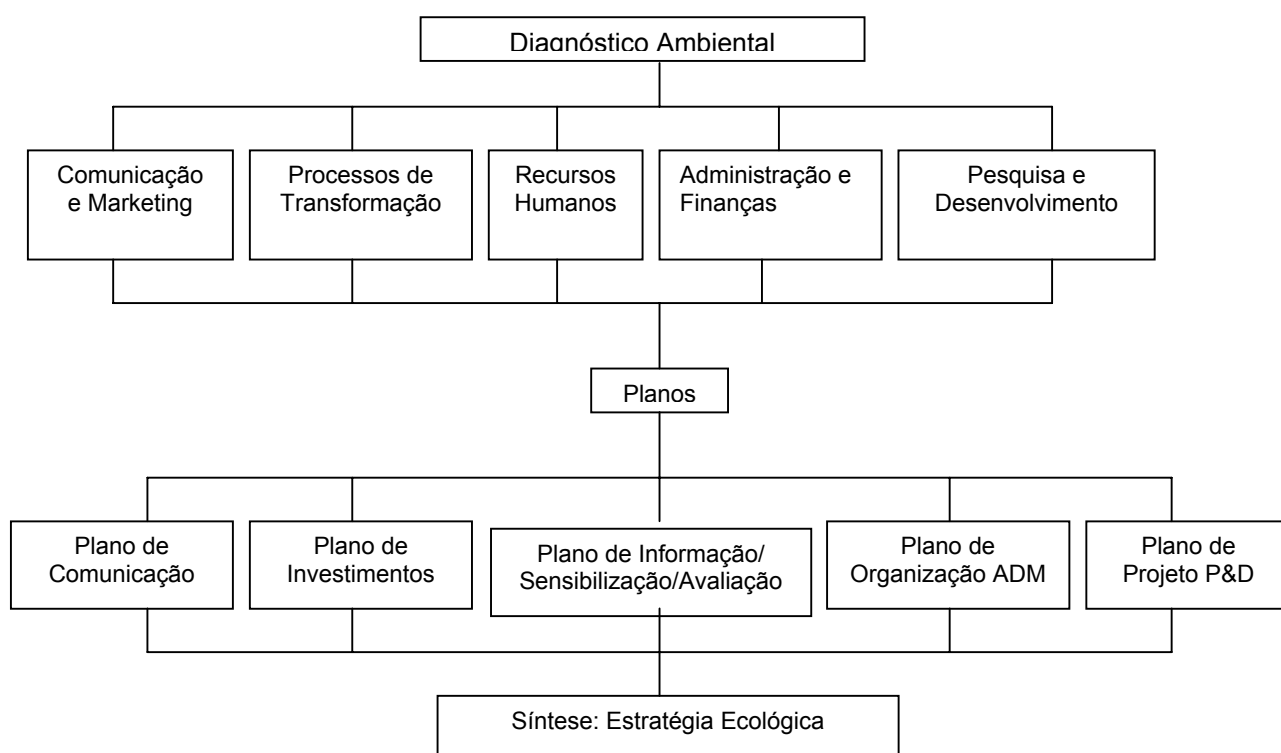 Diagnóstico Ambiental
Comunicação
e Marketing
Processos de
Transformação
Recursos
Humanos
Administração e
Finanças
Pesquisa e
Desenvolvimento
Planos
Plano de
Comunicação
Plano de
Investimentos
Plano de Informação/
Sensibilização/Avaliação
Plano de
Organização ADM
Plano de
Projeto P&D
Síntese: Estratégia Ecológica